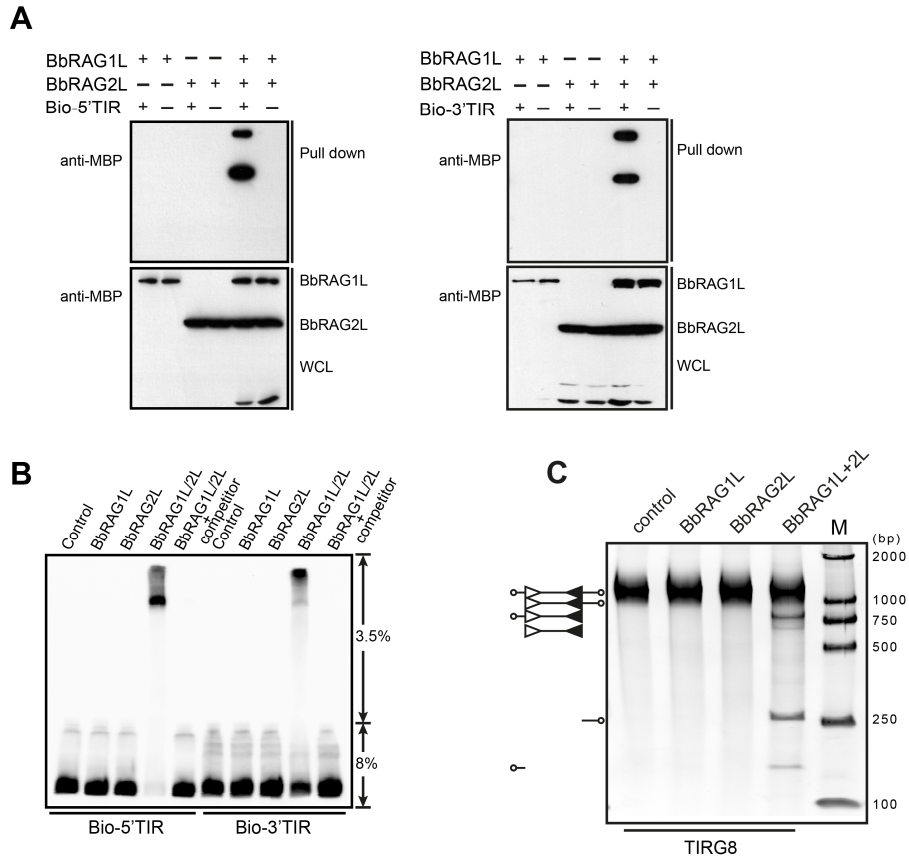 A
BbRAG1L + + – – + +
BbRAG2L – – + + + +
Bio-5'TIR + – + – + –
anti-MBP
Pull down
anti-MBP
BbRAG1L
BbRAG2L
WCL
BbRAG1L + + – – + +
BbRAG2L – – + + + +
Bio-3'TIR + – + – + –
anti-MBP
Pull down
anti-MBP
BbRAG1L
BbRAG2L
WCL
B
Control
BbRAG1L
BbRAG2L
BbRAG1L/2L
BbRAG1L/2L
+
competitor
Control
BbRAG1L
BbRAG2L
BbRAG1L/2L
BbRAG1L/2L
+
competitor
3.5%
8%
Bio-5'TIR
Bio-3'TIR
C
control
BbRAG1L
BbRAG2L
BbRAG1L+2L
M
(bp)
2000
1000
750
500
250
100
TIRG8